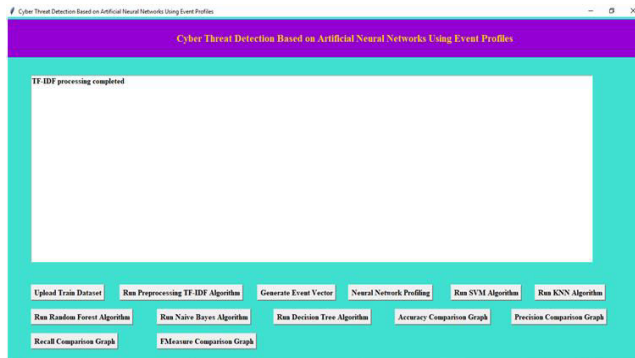 Cyber Threat Detection Based on Artificial Neural Networks Using Event Profiles
Cyber Threat Detection Based on Artificial Neural Networks Using Event Profiles
TF-IDF processing completed
Upload Train Dataset Run Preprocessing TF-IDF Algorithm Generate Event Vector Neural Network Profiling Run SVM Algorithm Run KNN Algorithm
Run Random Forest Algorithm Run Naive Bayes Algorithm Run Decision Tree Algorithm Accuracy Comparison Graph Precision Comparison Graph
Recall Comparison Graph FMeasure Comparison Graph